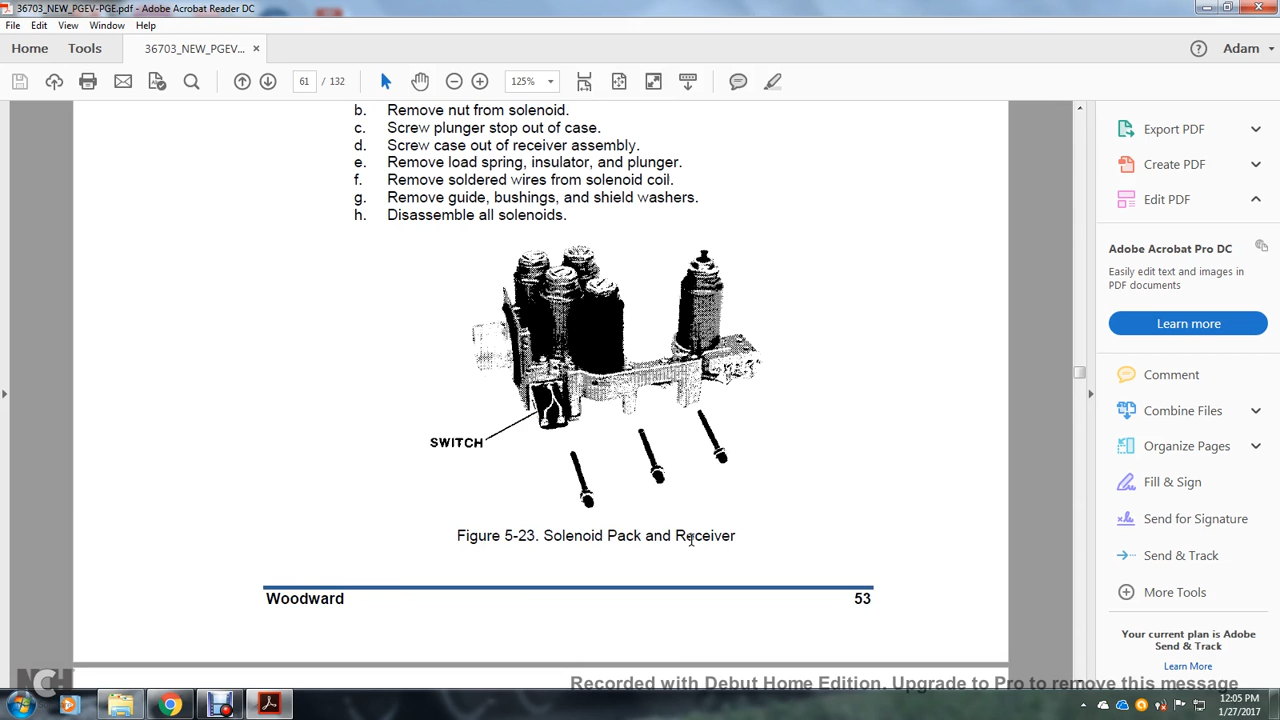 36703_NEW_PGEV-PGE.pdf - Adobe Acrobat Reader DC
File Edit View Window Help
Home Tools 36703_NEW_PGEV... × Adam
61 / 132 125%
b. Remove nut from solenoid.
c. Screw plunger stop out of case.
d. Screw case out of receiver assembly.
e. Remove load spring, insulator, and plunger.
f. Remove soldered wires from solenoid coil.
g. Remove guide, bushings, and shield washers.
h. Disassemble all solenoids.
SWITCH
Figure 5-23. Solenoid Pack and Receiver
Woodward 53
Export PDF
Create PDF
Edit PDF
Adobe Acrobat Pro DC
Easily edit text and images in
PDF documents
Learn more
Comment
Combine Files
Organize Pages
Fill & Sign
Send for Signature
Send & Track
More Tools
Your current plan is Adobe
Send & Track
Learn More
NCH
Recorded with Debut Home Edition. Upgrade to Pro to remove this message
12:05 PM
1/27/2017